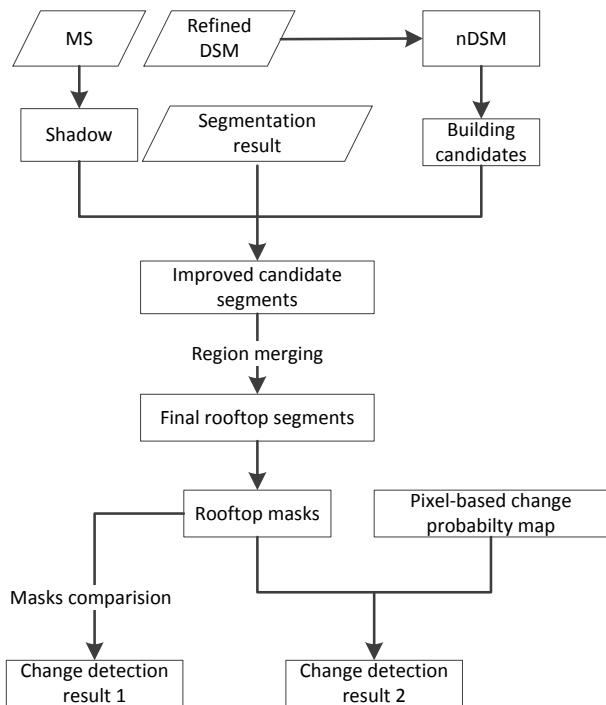 MS
Refined
DSM
nDSM
Shadow
Segmentation
result
Building
candidates
Improved candidate
segments
Region merging
Final rooftop segments
Rooftop masks
Pixel-based change
probabilty map
Masks comparision
Change detection
result 1
Change detection
result 2